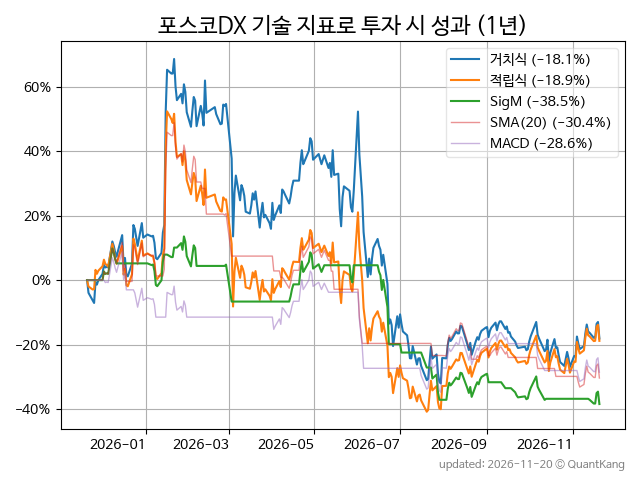 포스코DX 기술 지표로 투자 시 성과 (1년)
거치식 (−18.1%)
적립식 (−18.9%)
SigM (−38.5%)
SMA(20) (−30.4%)
MACD (−28.6%)
60%
40%
20%
0%
−20%
−40%
2026-01 2026-03 2026-05 2026-07 2026-09 2026-11
updated: 2026-11-20 © QuantKang